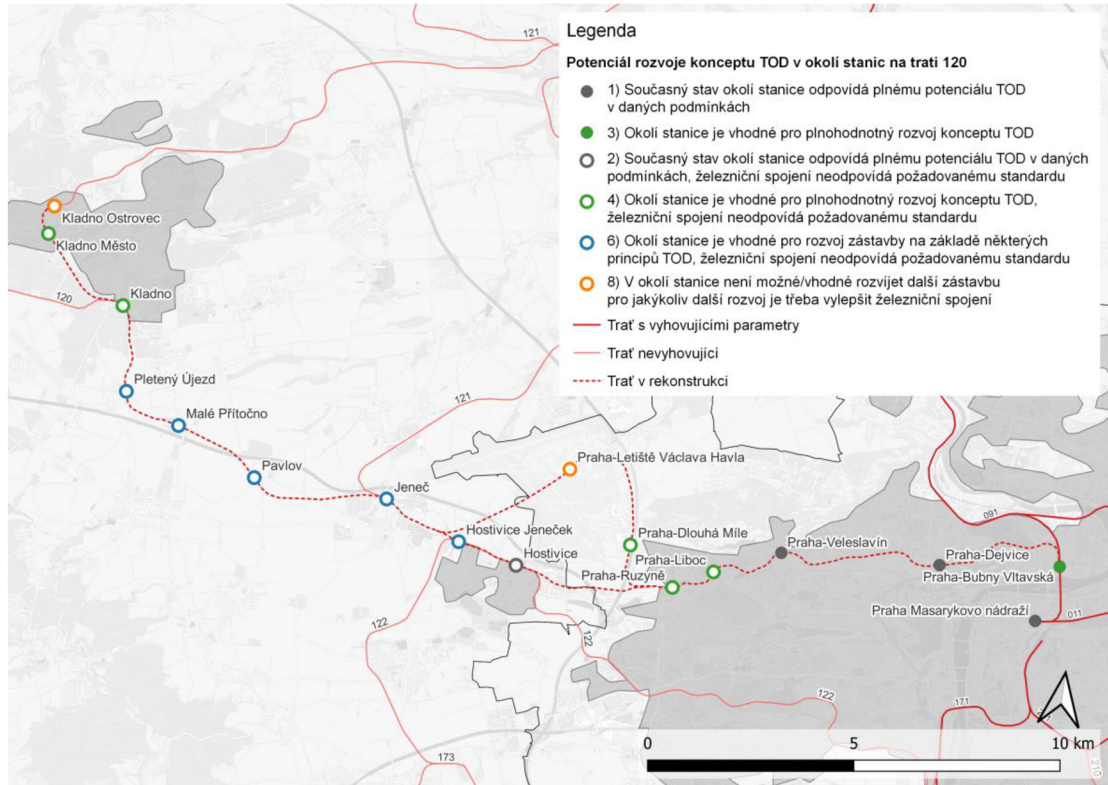 Legenda
Potenciál rozvoje konceptu TOD v okolí stanic na trati 120
1) Současný stav okolí stanice odpovídá plnému potenciálu TOD
v daných podmínkách
3) Okolí stanice je vhodné pro plnohodnotný rozvoj konceptu TOD
2) Současný stav okolí stanice odpovídá plnému potenciálu TOD v daných
podmínkách, železniční spojení neodpovídá požadovanému standardu
4) Okolí stanice je vhodné pro plnohodnotný rozvoj konceptu TOD,
železniční spojení neodpovídá požadovanému standardu
6) Okolí stanice je vhodné pro rozvoj zástavby na základě některých
principů TOD, železniční spojení neodpovídá požadovanému standardu
8) V okolí stanice není možné/vhodné rozvíjet další zástavbu
pro jakýkoliv další rozvoj je třeba vylepšit železniční spojení
Trať s vyhovujícími parametry
Trať nevyhovující
Trať v rekonstrukci
121
Kladno Ostrovec
Kladno Město
120
Kladno
Pletený Újezd
Malé Přítočno
121
Pavlov
Praha-Letiště Václava Havla
Jeneč
091
Hostivice Jeneček
Praha-Dlouhá Míle
Praha-Veleslavín
Hostivice
Praha-Liboc
Praha-Dejvice
Praha-Ruzyně
Praha-Bubny Vltavská
Praha Masarykovo nádraží
011
122
122
122
171
173
210
0
5
10 km